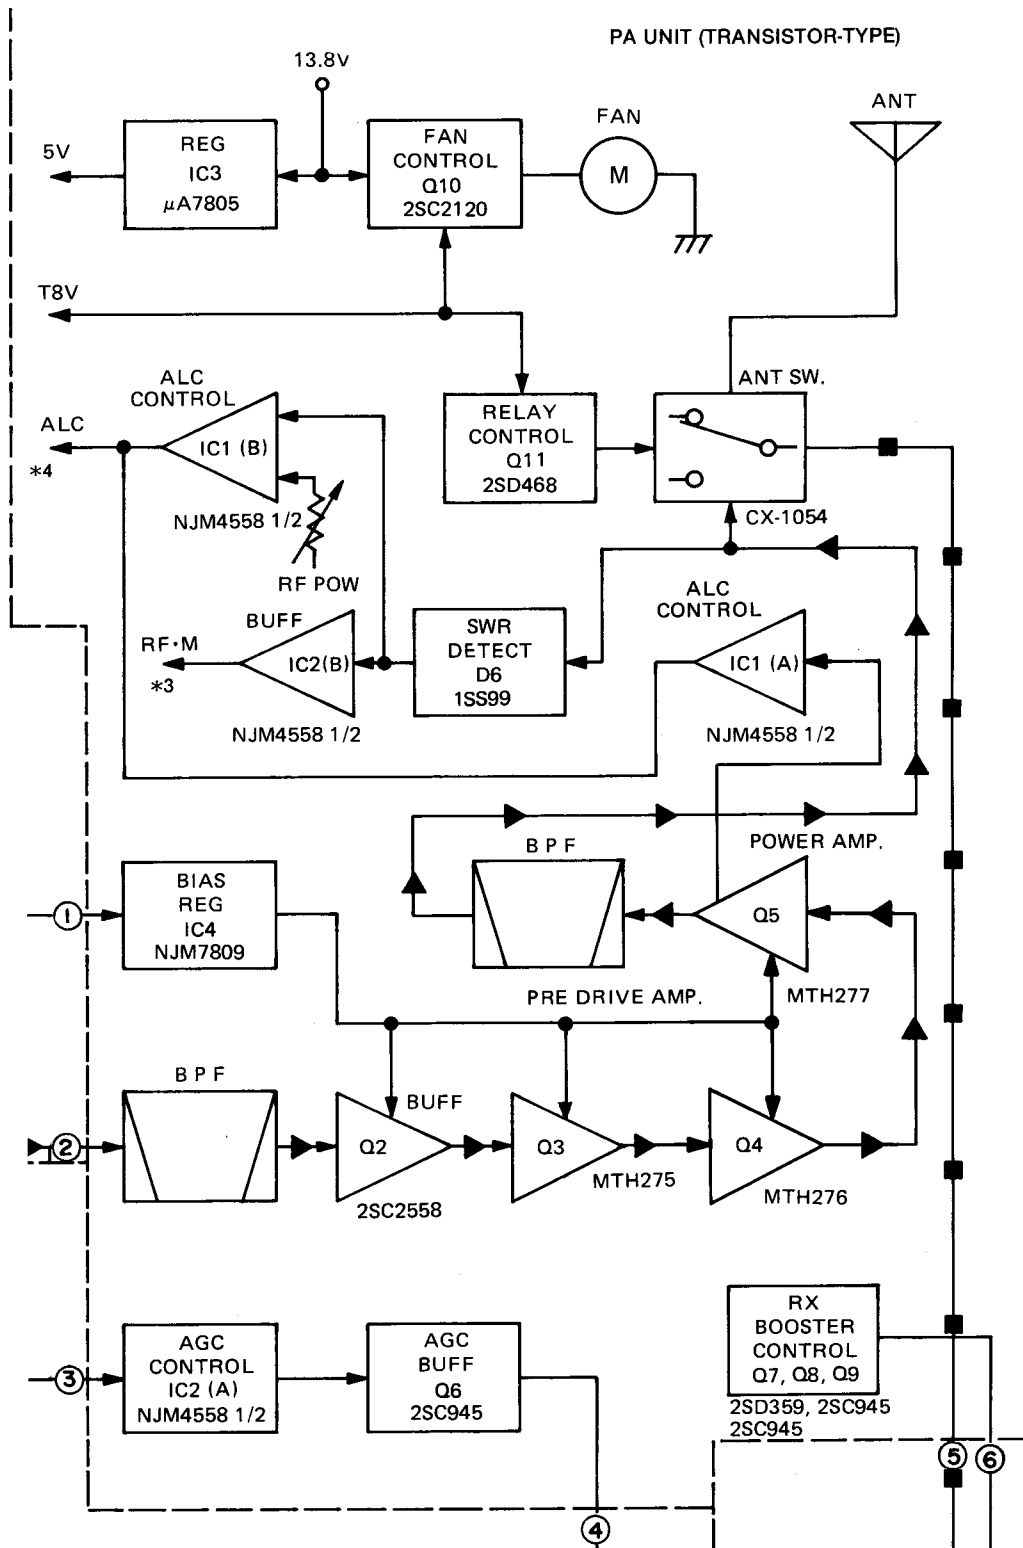 PA UNIT (TRANSISTOR-TYPE)
13.8V
ANT
FAN
5V
REG
IC3
μA7805
FAN
CONTROL
Q10
2SC2120
M
T8V
ALC
CONTROL
ANT SW.
ALC
*4
IC1 (B)
RELAY
CONTROL
Q11
2SD468
NJM4558 1/2
CX-1054
RF POW
ALC
CONTROL
BUFF
RF·M
*3
IC2(B)
SWR
DETECT
D6
1SS99
IC1 (A)
NJM4558 1/2
NJM4558 1/2
BPF
POWER AMP.
1
BIAS
REG
IC4
NJM7809
Q5
PRE DRIVE AMP.
MTH277
BPF
BUFF
2
Q2
Q3
Q4
2SC2558
MTH275
MTH276
3
AGC
CONTROL
IC2 (A)
NJM4558 1/2
AGC
BUFF
Q6
2SC945
RX
BOOSTER
CONTROL
Q7, Q8, Q9
2SD359, 2SC945
2SC945
5
6
4